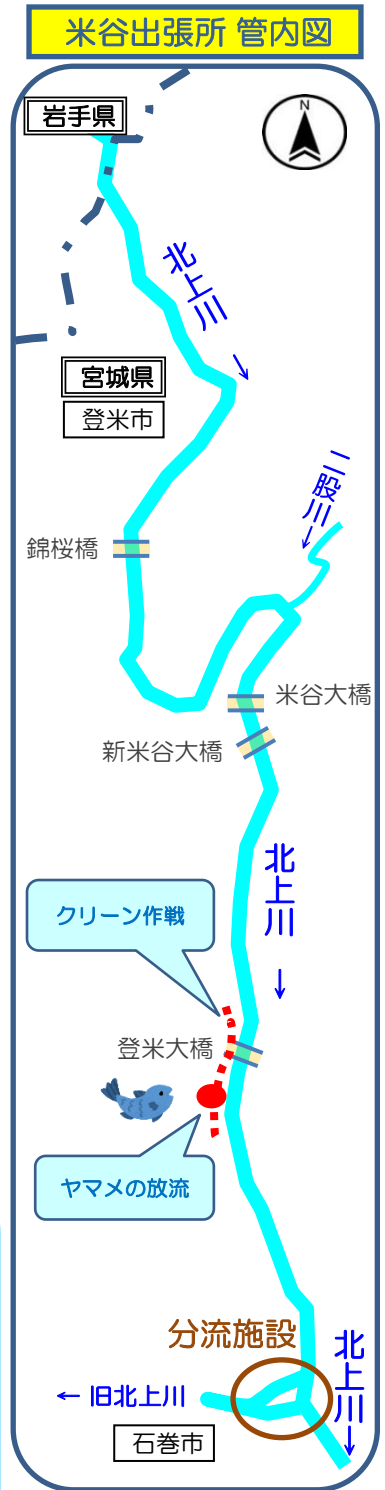 米谷出張所 管内図
岩手県
N
北上川
→
宮城県
登米市
二股川
→
錦桜橋
米谷大橋
新米谷大橋
北上川
→
クリーン作戦
登米大橋
ヤマメの放流
分流施設
北上川
→
← 旧北上川
石巻市